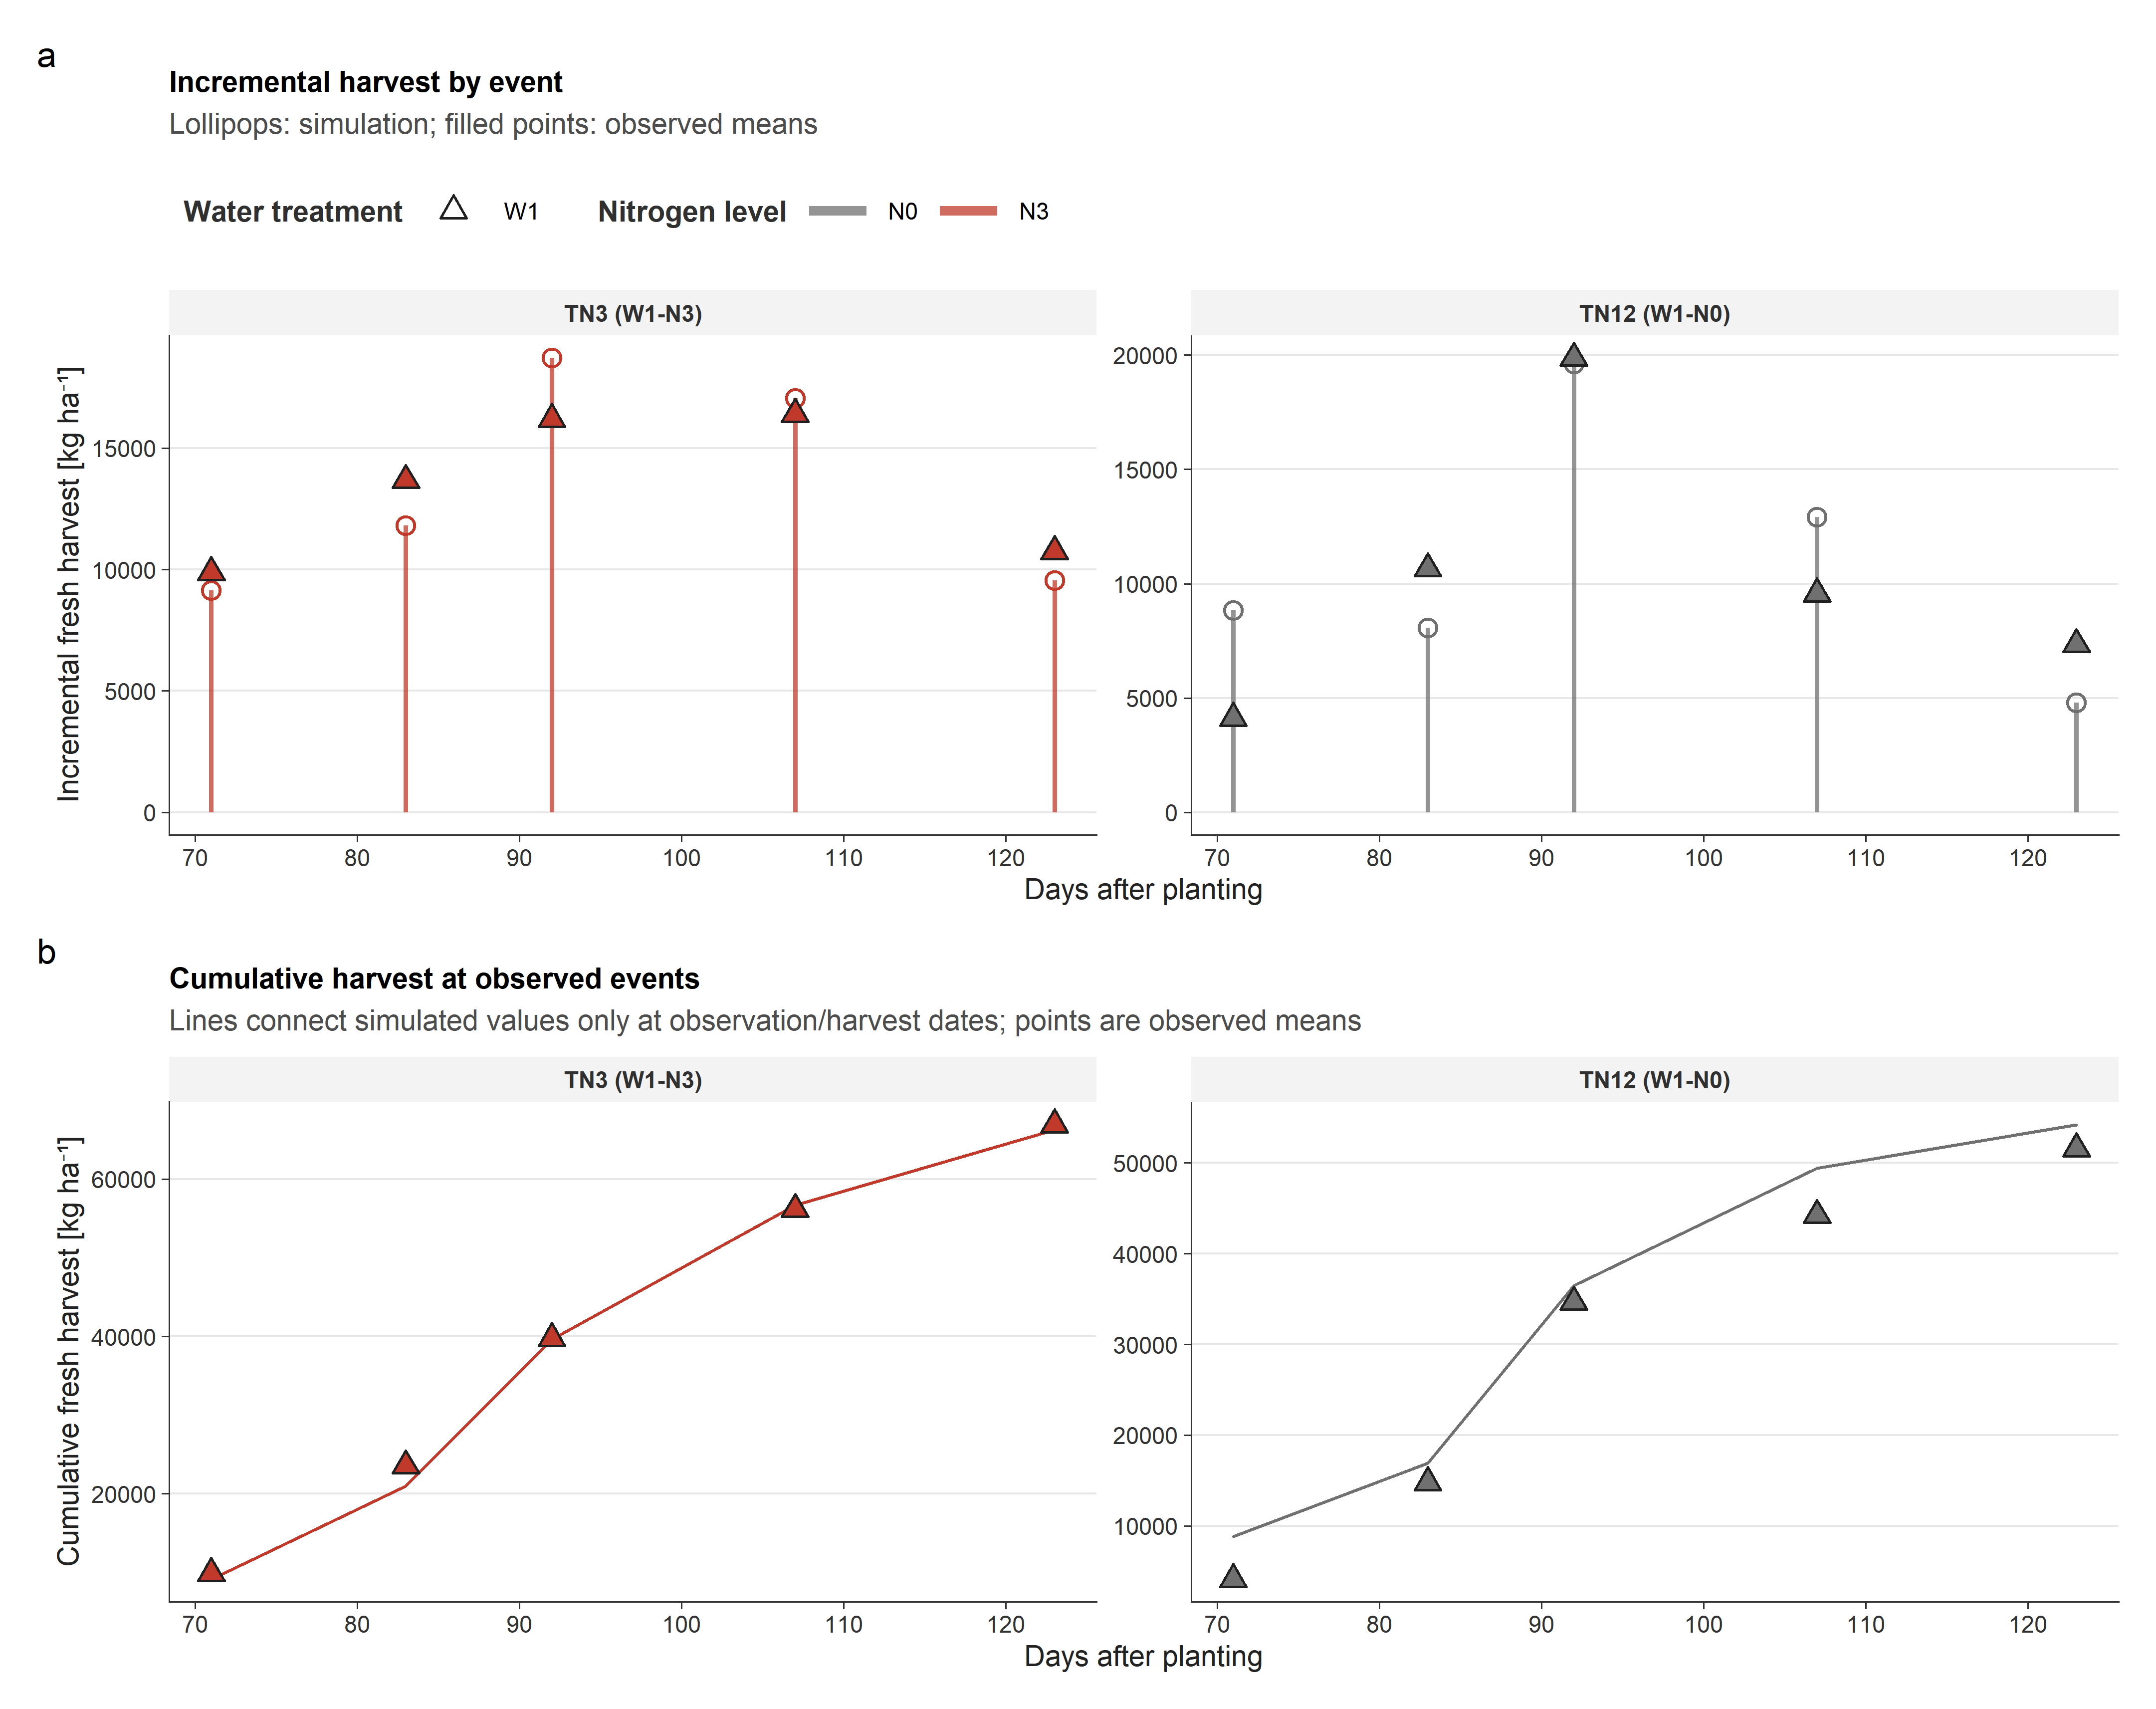 a
Incremental harvest by event
Lollipops: simulation; filled points: observed means
Water treatment W1 Nitrogen level N0 N3
TN3 (W1-N3)
TN12 (W1-N0)
Incremental fresh harvest [kg ha⁻¹]
15000
10000
5000
0
20000
15000
10000
5000
0
70 80 90 100 110 120
70 80 90 100 110 120
Days after planting
b
Cumulative harvest at observed events
Lines connect simulated values only at observation/harvest dates; points are observed means
TN3 (W1-N3)
TN12 (W1-N0)
Cumulative fresh harvest [kg ha⁻¹]
60000
40000
20000
50000
40000
30000
20000
10000
70 80 90 100 110 120
70 80 90 100 110 120
Days after planting